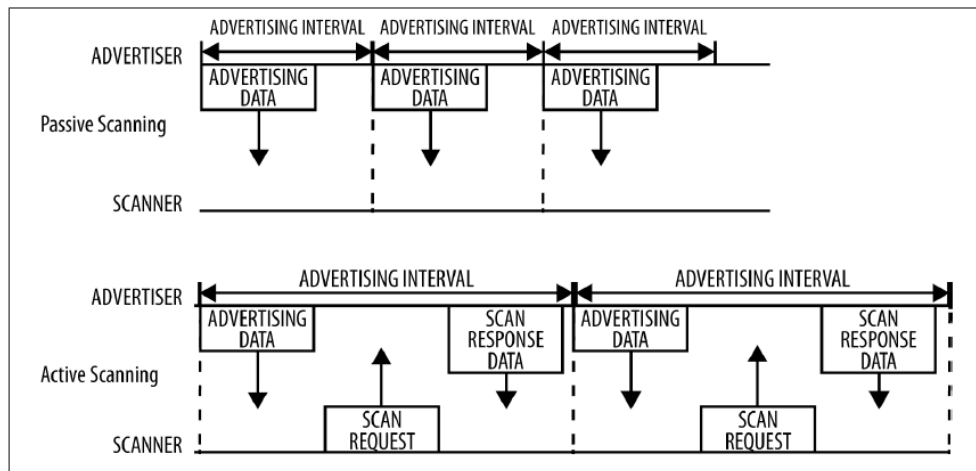 ADVERTISING INTERVAL ADVERTISING INTERVAL ADVERTISING INTERVAL
ADVERTISER
ADVERTISING
DATA
ADVERTISING
DATA
ADVERTISING
DATA
Passive Scanning
SCANNER
ADVERTISING INTERVAL ADVERTISING INTERVAL
ADVERTISER
ADVERTISING
DATA
SCAN
RESPONSE
DATA
ADVERTISING
DATA
SCAN
RESPONSE
DATA
Active Scanning
SCAN
REQUEST
SCAN
REQUEST
SCANNER